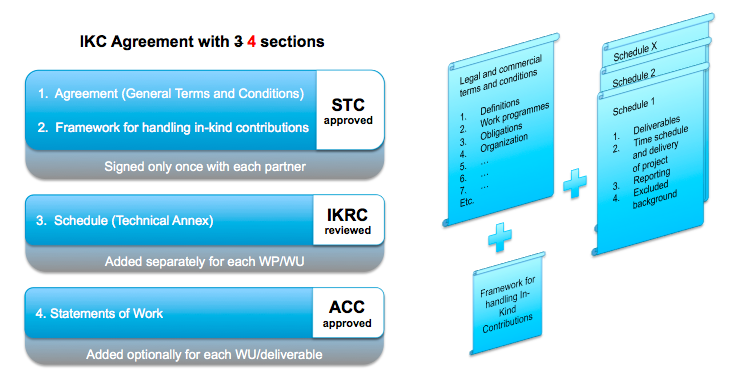 IKC Agreement with 3 4 sections
1. Agreement (General Terms and Conditions)
2. Framework for handling in-kind contributions
STC
approved
Signed only once with each partner
3. Schedule (Technical Annex)
IKRC
reviewed
Added separately for each WP/WU
4. Statements of Work
ACC
approved
Added optionally for each WU/deliverable
Legal and commercial
terms and conditions
1. Definitions
2. Work programmes
3. Obligations
4. Organization
5. ...
6. ...
7. ...
Etc.
Framework for
handling In-
Kind
Contributions
Schedule X
Schedule 2
Schedule 1
1. Deliverables
2. Time schedule
and delivery
of project
3. Reporting
4. Excluded
background